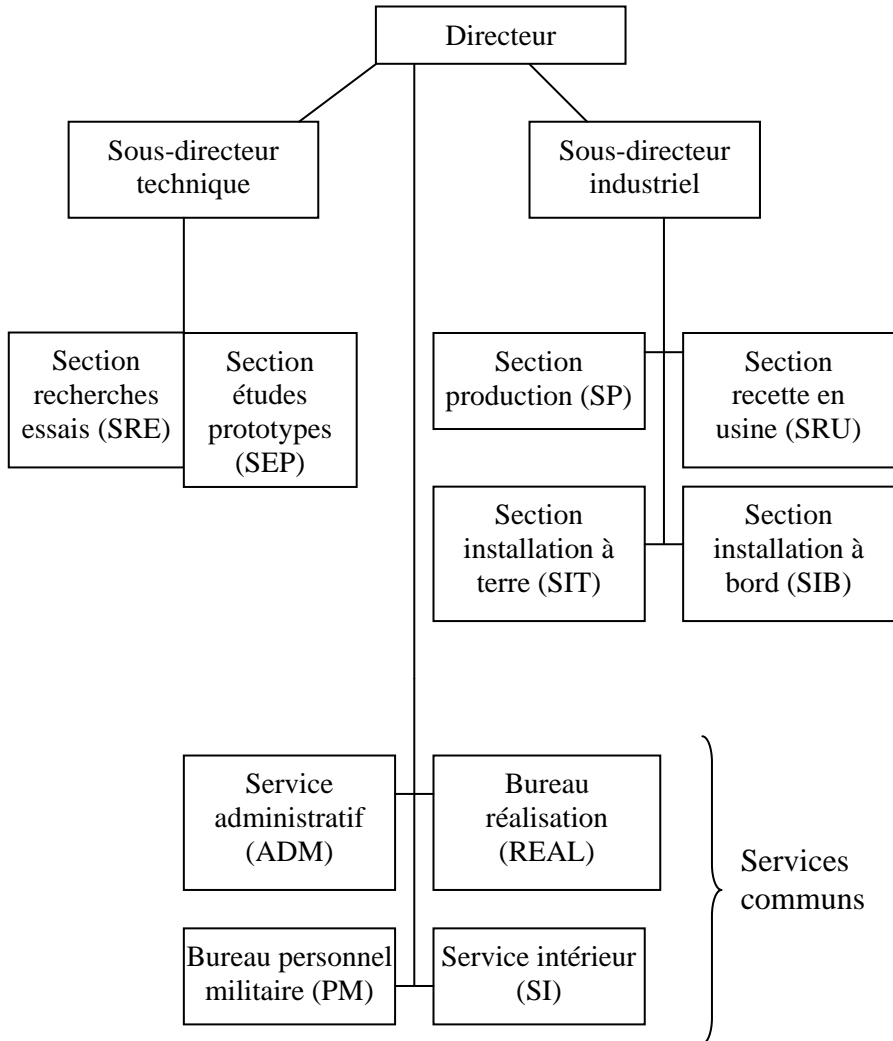 Directeur
Sous-directeur
technique
Sous-directeur
industriel
Section
recherches
essais (SRE)
Section
études
prototypes
(SEP)
Section
production (SP)
Section
recette en
usine (SRU)
Section
installation à
terre (SIT)
Section
installation à
bord (SIB)
Service
administratif
(ADM)
Bureau
réalisation
(REAL)
Services
communs
Bureau personnel
militaire (PM)
Service intérieur
(SI)